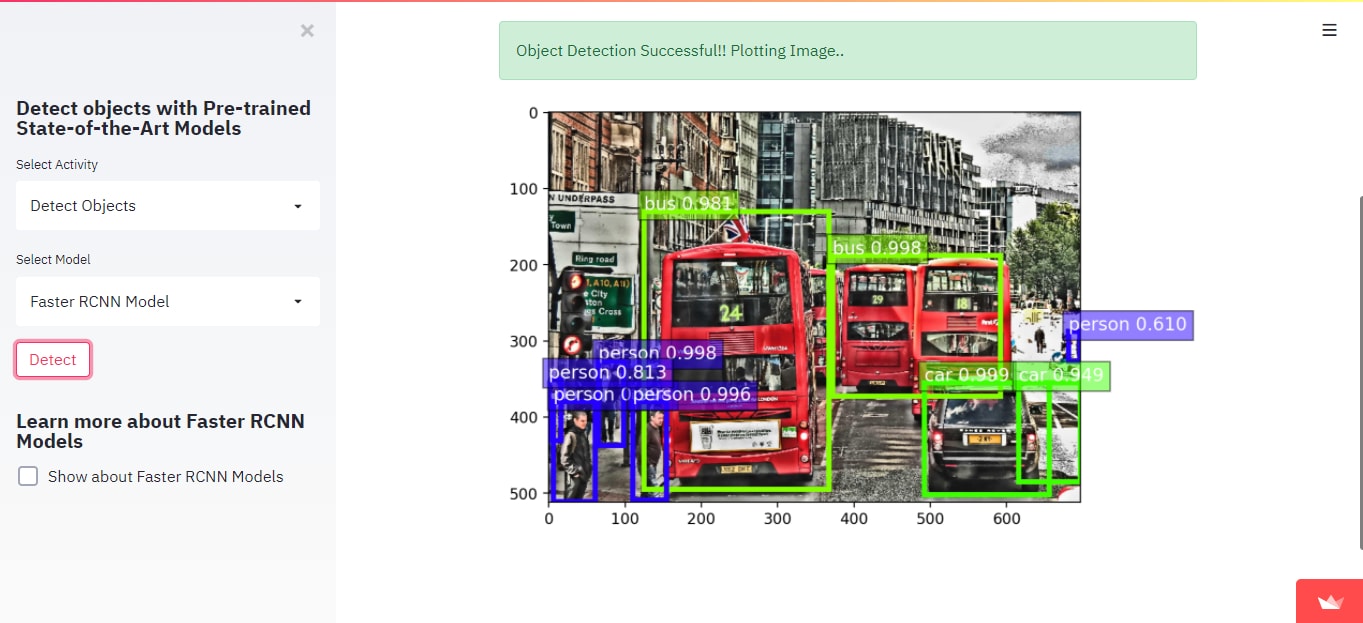 ×
Detect objects with Pre-trained
State-of-the-Art Models
Select Activity
Detect Objects
Select Model
Faster RCNN Model
Detect
Learn more about Faster RCNN
Models
Show about Faster RCNN Models
Object Detection Successful!! Plotting Image..
0
100
200
300
400
500
0
100
200
300
400
500
600
N UNDERPASS
Town
Ring road
A10, A1(
City
ton
Cross
bus 0.981
bus 0.998
person 0.610
person 0.998
person 0.813
person 0
person 0.996
car 0.999
car 0.949
24
29
18